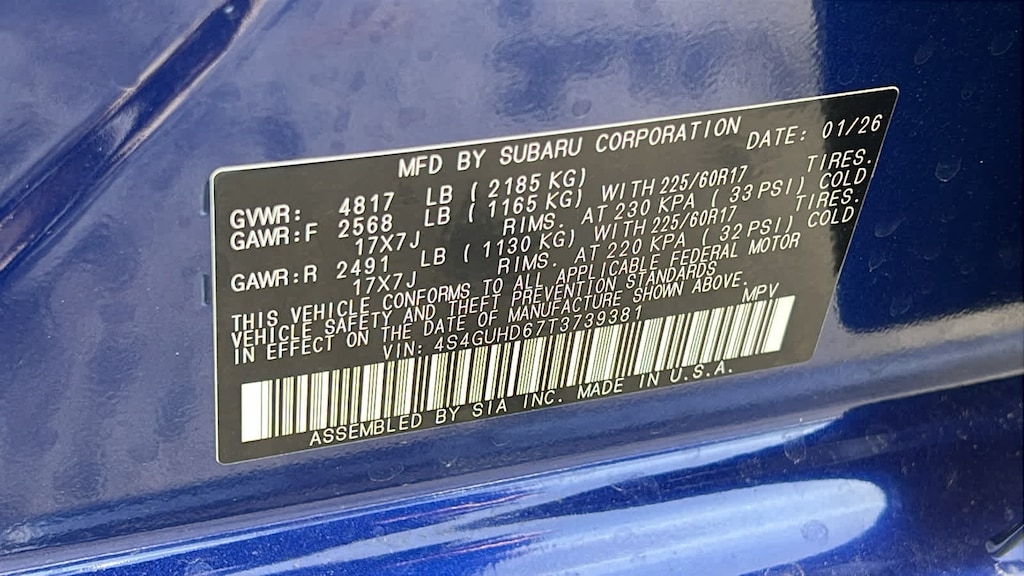 MFD BY SUBARU CORPORATION DATE: 01/26
GVWR: 4817 LB ( 2185 KG)
GAWR:F 2568 LB ( 1165 KG) WITH 225/60R17 TIRES.
17X7J RIMS. AT 230 KPA ( 33 PSI) COLD
GAWR:R 2491 LB ( 1130 KG) WITH 225/60R17 TIRES.
17X7J RIMS. AT 220 KPA ( 32 PSI) COLD
THIS VEHICLE CONFORMS TO ALL APPLICABLE FEDERAL MOTOR
VEHICLE SAFETY AND THEFT PREVENTION STANDARDS
IN EFFECT ON THE DATE OF MANUFACTURE SHOWN ABOVE.
VIN: 4S4GUHD67T3739381 MPV
ASSEMBLED BY SIA INC. MADE IN U.S.A.